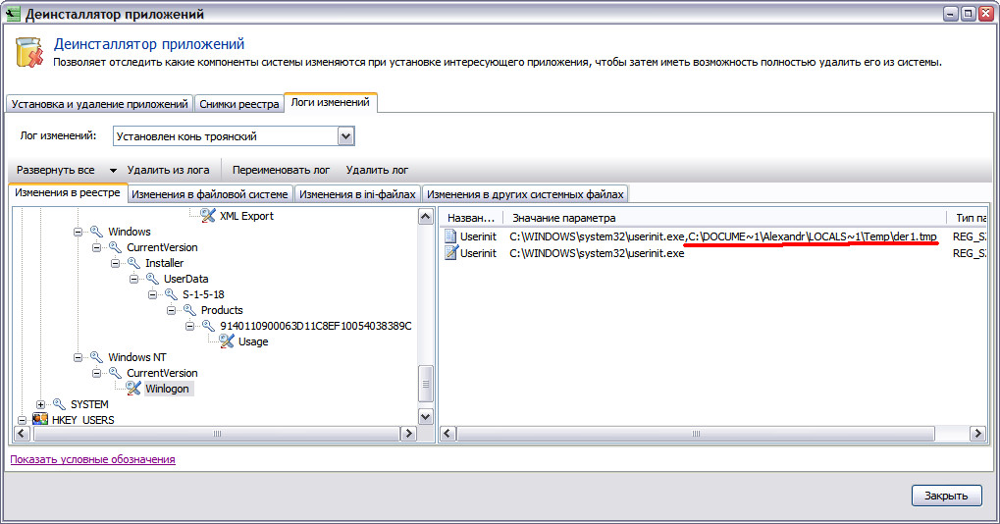 Деинсталлятор приложений
Деинсталлятор приложений
Позволяет отследить какие компоненты системы изменяются при установке интересующего приложения, чтобы затем иметь возможность полностью удалить его из системы.
Установка и удаление приложений Снимки реестра Логи изменений
Лог изменений: Установлен конь троянский
Развернуть все Удалить из лога Переименовать лог Удалить лог
Изменения в реестре Изменения в файловой системе Изменения в ini-файлах Изменения в других системных файлах
XML Export
Windows
CurrentVersion
Installer
UserData
S-1-5-18
Products
9140110900063D11C8EF10054038389C
Usage
Windows NT
CurrentVersion
Winlogon
SYSTEM
HKEY_USERS
Назван... Значение параметра Тип па
Userinit C:\WINDOWS\system32\userinit.exe,C:\DOCUME~1\Alexandr\LOCALS~1\Temp\der1.tmp REG_S
Userinit C:\WINDOWS\system32\userinit.exe REG_S
Показать условные обозначения
Закрыть